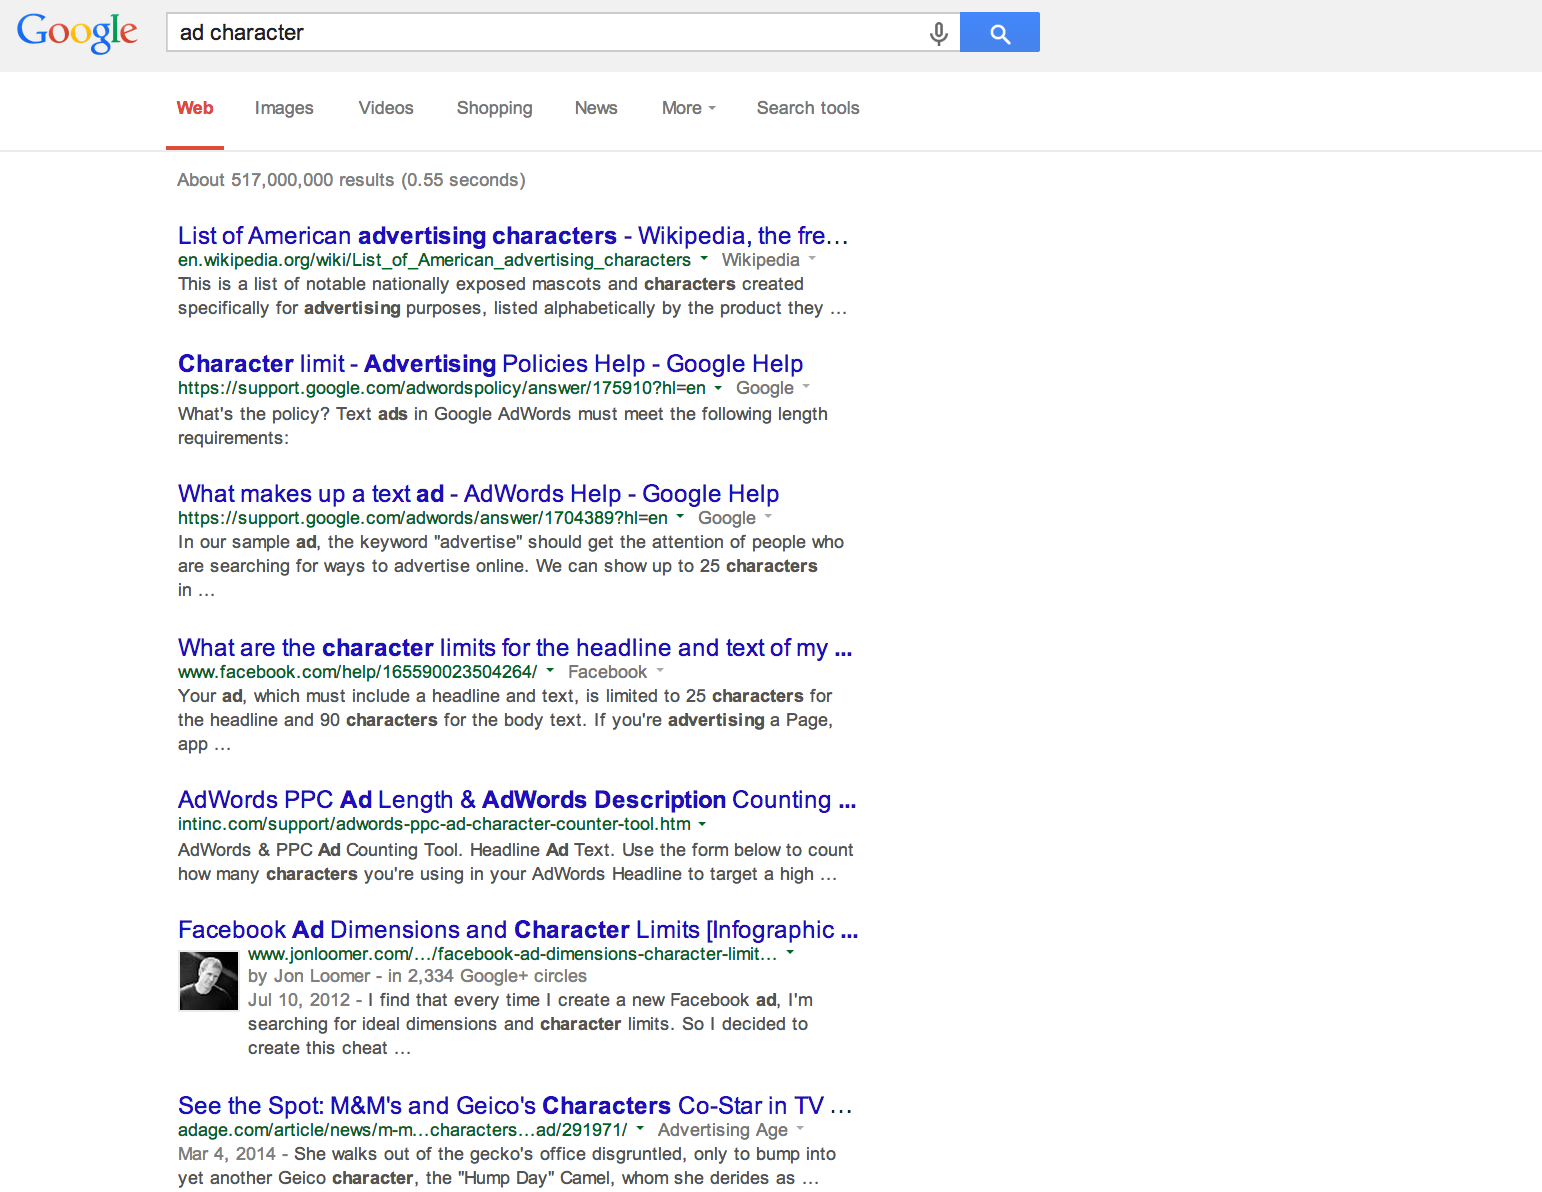 Google
ad character
Web Images Videos Shopping News More Search tools
About 517,000,000 results (0.55 seconds)
List of American advertising characters - Wikipedia, the fre...
en.wikipedia.org/wiki/List_of_American_advertising_characters Wikipedia
This is a list of notable nationally exposed mascots and characters created
specifically for advertising purposes, listed alphabetically by the product they ...
Character limit - Advertising Policies Help - Google Help
https://support.google.com/adwordspolicy/answer/175910?hl=en Google
What's the policy? Text ads in Google AdWords must meet the following length
requirements:
What makes up a text ad - AdWords Help - Google Help
https://support.google.com/adwords/answer/1704389?hl=en Google
In our sample ad, the keyword "advertise" should get the attention of people who
are searching for ways to advertise online. We can show up to 25 characters
in ...
What are the character limits for the headline and text of my ...
www.facebook.com/help/165590023504264/ Facebook
Your ad, which must include a headline and text, is limited to 25 characters for
the headline and 90 characters for the body text. If you're advertising a Page,
app ...
AdWords PPC Ad Length & AdWords Description Counting ...
intinc.com/support/adwords-ppc-ad-character-counter-tool.htm
AdWords & PPC Ad Counting Tool. Headline Ad Text. Use the form below to count
how many characters you're using in your AdWords Headline to target a high ...
Facebook Ad Dimensions and Character Limits [Infographic ...
www.jonloomer.com/.../facebook-ad-dimensions-character-limit...
by Jon Loomer - in 2,334 Google+ circles
Jul 10, 2012 - I find that every time I create a new Facebook ad, I'm
searching for ideal dimensions and character limits. So I decided to
create this cheat ...
See the Spot: M&M's and Geico's Characters Co-Star in TV ...
adage.com/article/news/m-m...characters...ad/291971/ Advertising Age
Mar 4, 2014 - She walks out of the gecko's office disgruntled, only to bump into
yet another Geico character, the "Hump Day" Camel, whom she derides as ...